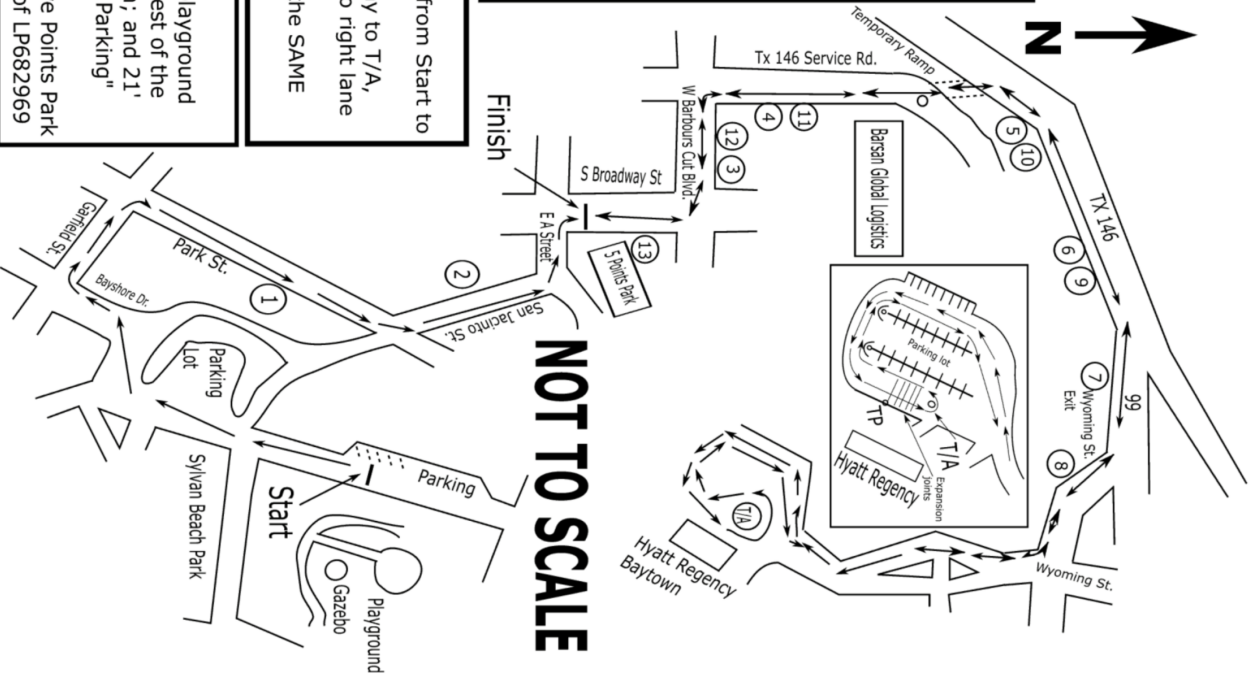 from Start to
y to T/A,
o right lane
he SAME
layground
est of the
; and 21'
Parking"
e Points Park
of LP682969
N
Temporary Ramp
Tx 146 Service Rd.
W Barbours Cut Blvd.
4
11
12
3
5
10
TX 146
6
9
7
99
Wyoming St.
Exit
8
Wyoming St.
Barsan Global Logistics
Parking lot
TP
T/A
Expansion
Joints
Hyatt Regency
T/A
Hyatt Regency
Baytown
Finish
S Broadway St
E A Street
13
5 Points Park
2
San Jacinto St.
Park St.
1
Garfield St.
Bayshore Dr.
Parking
Lot
NOT TO SCALE
Parking
Start
Sylvan Beach Park
Playground
Gazebo